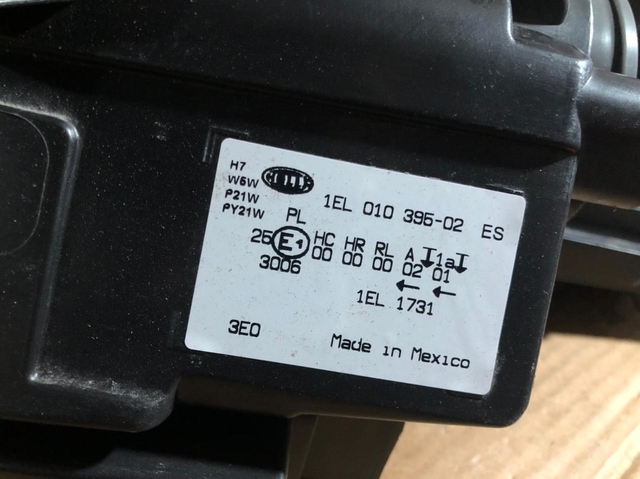 H7
W5W
P21W
PY21W
HELLA
1EL 010 395-02 ES
PL
25 E1 HC HR RL A 1a
3006 00 00 00 02 01
← ←
1EL 1731
3E0
Made in Mexico